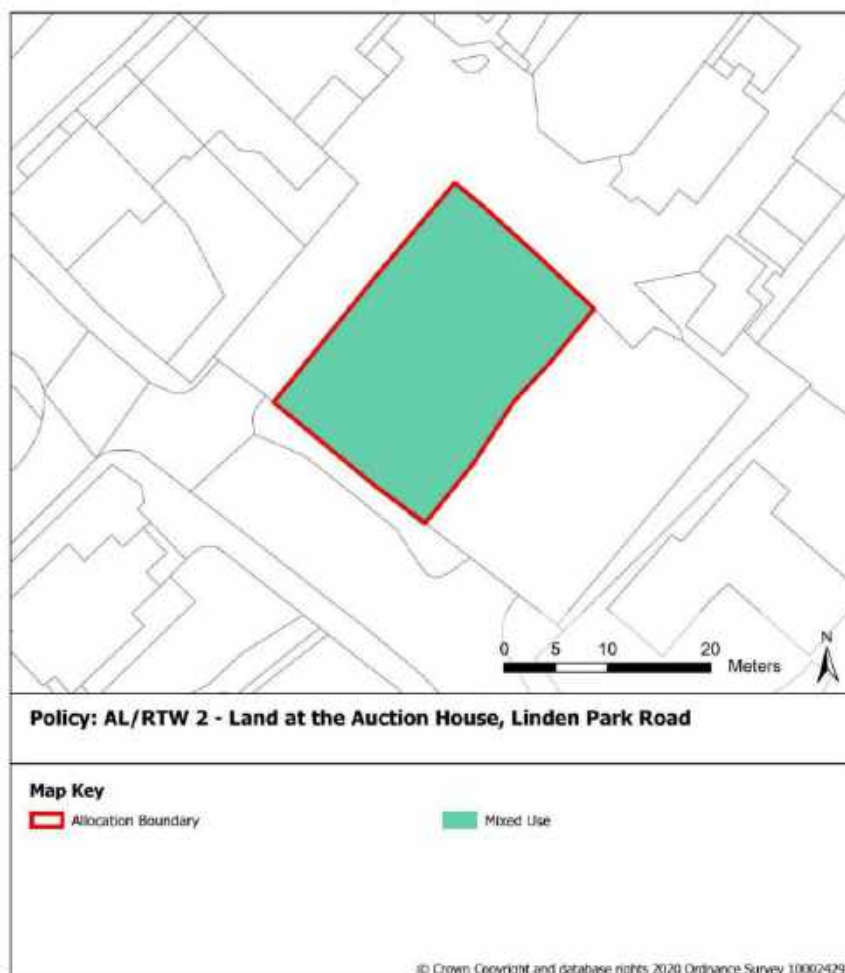 0 5 10 20 Meters
N
Policy: AL/RTW 2 - Land at the Auction House, Linden Park Road
Map Key
Allocation Boundary
Mixed Use
© Crown Copyright and database rights 2020 Ordnance Survey 10002429